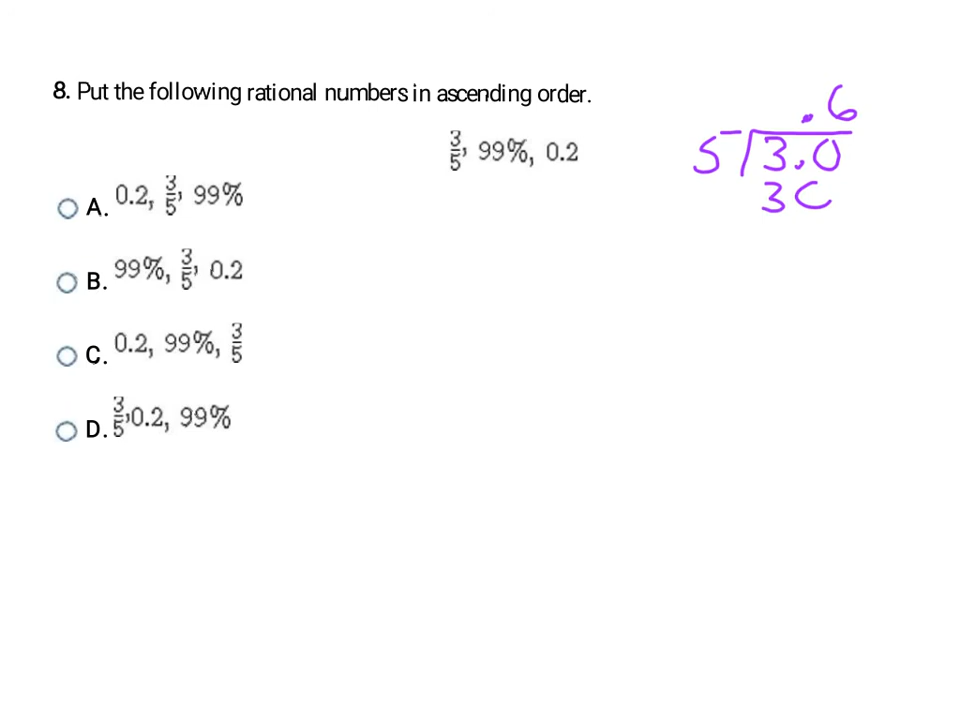 8. Put the following rational numbers in ascending order.
3/5, 99%, 0.2
A. 0.2, 3/5, 99%
B. 99%, 3/5, 0.2
C. 0.2, 99%, 3/5
D. 3/5, 0.2, 99%
.6
5 3.0
30